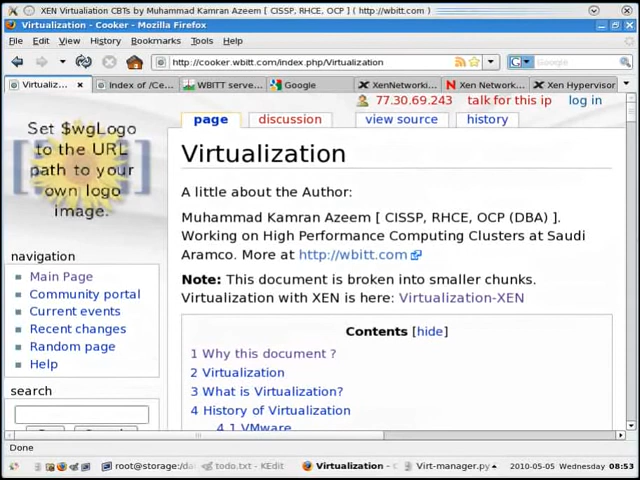 XEN Virtualiation CBTs by Muhammad Kamran Azeem [ CISSP, RHCE, OCP ] ( http://wbitt.com )
Virtualization - Cooker - Mozilla Firefox
File Edit View History Bookmarks Tools Help
http://cooker.wbitt.com/index.php/Virtualization
Google
Virtualiz... Index of /Ce... WBITT serve... Google XenNetworki... Xen Network... Xen Hypervisor
77.30.69.243 talk for this ip log in
page discussion view source history
Set $wgLogo
to the URL
path to your
own logo
image.
navigation
Main Page
Community portal
Current events
Recent changes
Random page
Help
search
Virtualization
A little about the Author:
Muhammad Kamran Azeem [ CISSP, RHCE, OCP (DBA) ].
Working on High Performance Computing Clusters at Saudi
Aramco. More at http://wbitt.com
Note: This document is broken into smaller chunks.
Virtualization with XEN is here: Virtualization-XEN
Contents [hide]
1 Why this document ?
2 Virtualization
3 What is Virtualization?
4 History of Virtualization
4.1 VMware
Done
root@storage:/da todo.txt - KEdit Virtualization - C Virt-manager.py 2010-05-05 Wednesday 08:53